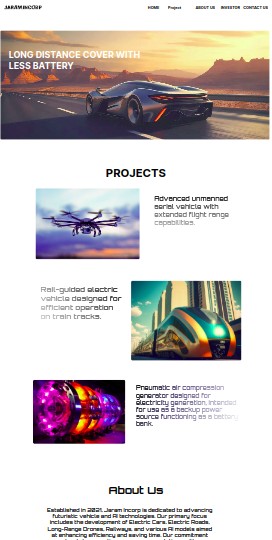 JARAM INCORP
HOME Project ABOUT US INVESTOR CONTACT US
LONG DISTANCE COVER WITH
LESS BATTERY
PROJECTS
Advanced unmanned
aerial vehicle with
extended flight range
capabilities.
Rail-guided electric
vehicle designed for
efficient operation
on train tracks.
Pneumatic air compression
generator designed for
electricity generation, intended
for use as a backup power
source functioning as a battery
bank.
About Us
Established in 2021, Jaram Incorp is dedicated to advancing
futuristic vehicle and AI technologies. Our primary focus
includes the development of Electric Cars, Electric Roads,
Long-Range Drones, Railways, and various AI models aimed
at enhancing efficiency and saving time. Our commitment